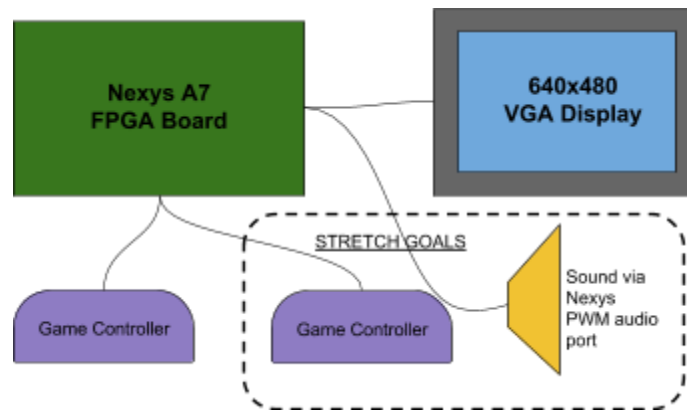 Nexys A7
FPGA Board
640x480
VGA Display
STRETCH GOALS
Game Controller
Game Controller
Sound via
Nexys
PWM audio
port